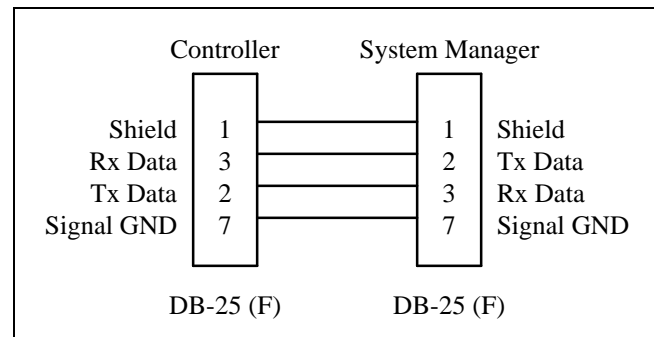 Controller System Manager
Shield 1 1 Shield
Rx Data 3 2 Tx Data
Tx Data 2 3 Rx Data
Signal GND 7 7 Signal GND
DB-25 (F) DB-25 (F)